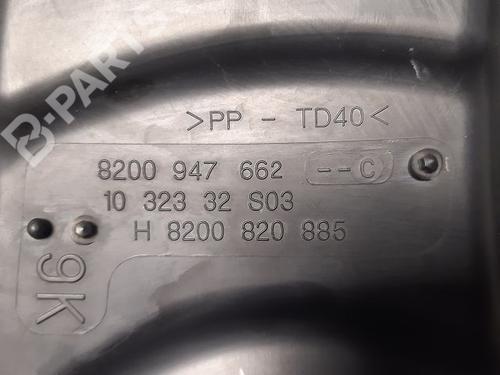 B-PARTS
>PP - TD40<
8200 947 662 --C
10 323 32 S03
H 8200 820 885
9K